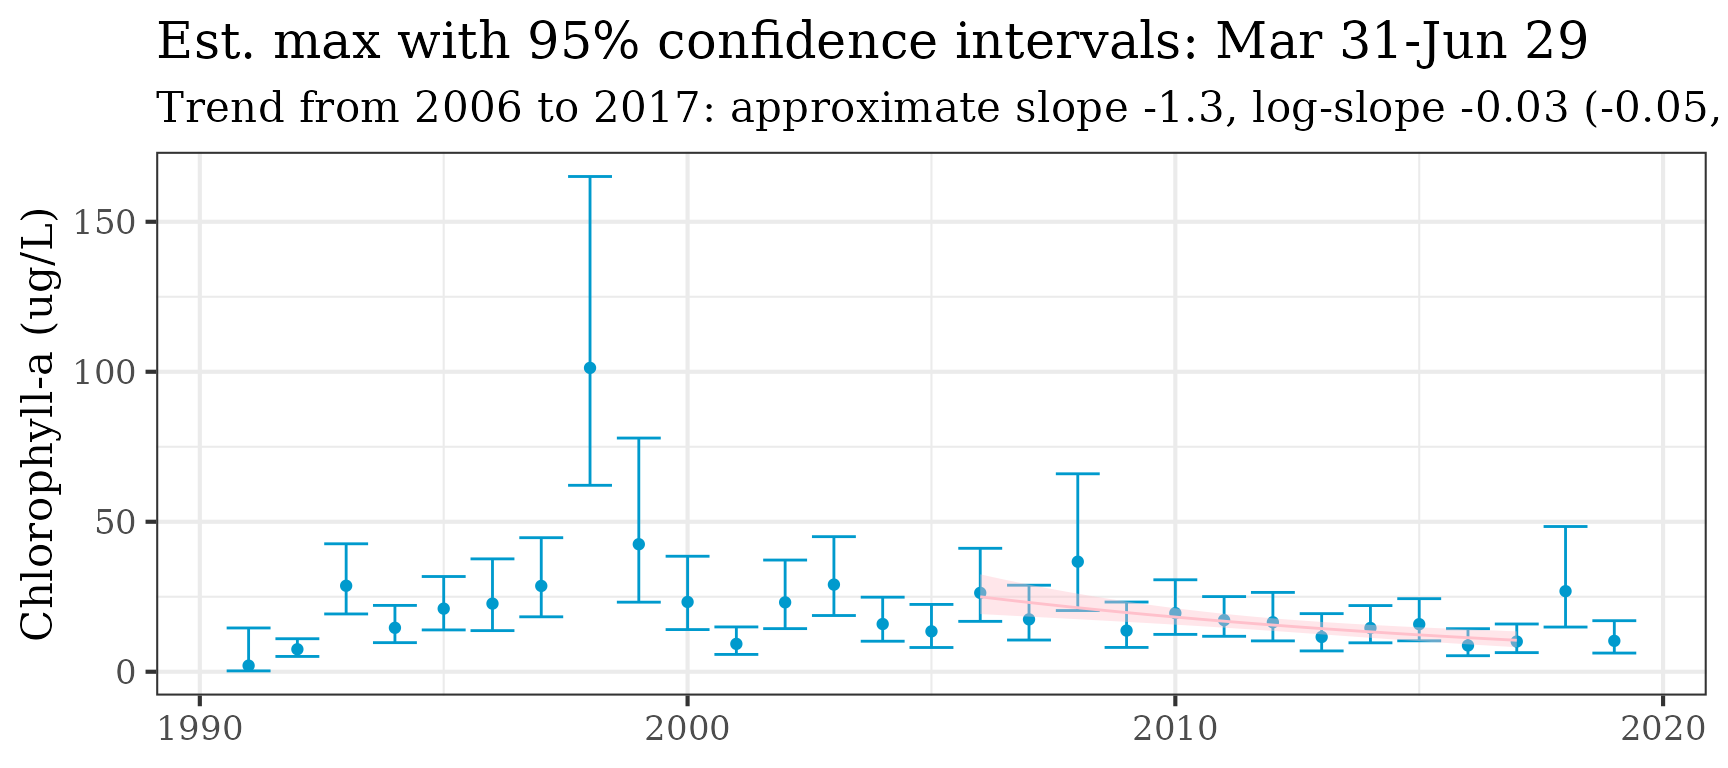 Est. max with 95% confidence intervals: Mar 31-Jun 29
Trend from 2006 to 2017: approximate slope -1.3, log-slope -0.03 (-0.05,
Chlorophyll-a (ug/L)
150
100
50
0
1990 2000 2010 2020